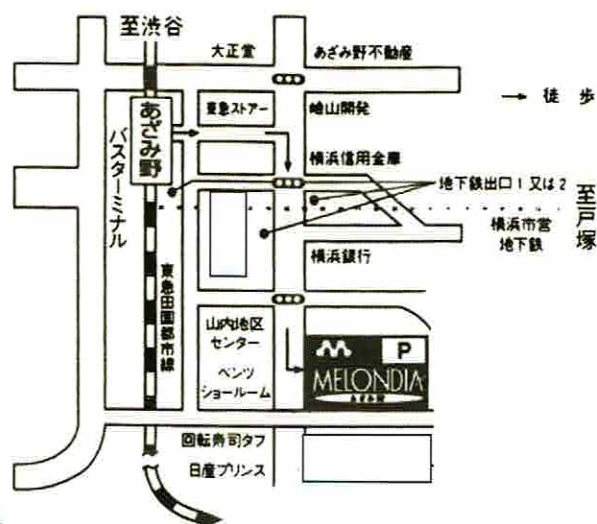 至渋谷
大正堂
あざみ野不動産
東急ストアー
嶮山開発
徒歩
あざみ野
バスターミナル
横浜信用金庫
地下鉄出口1又は2
至戸塚
横浜市営
地下鉄
横浜銀行
東急田園都市線
山内地区
センター
ベンツ
ショールーム
P
MELONDIA
あざみ野
回転寿司タフ
日産プリンス